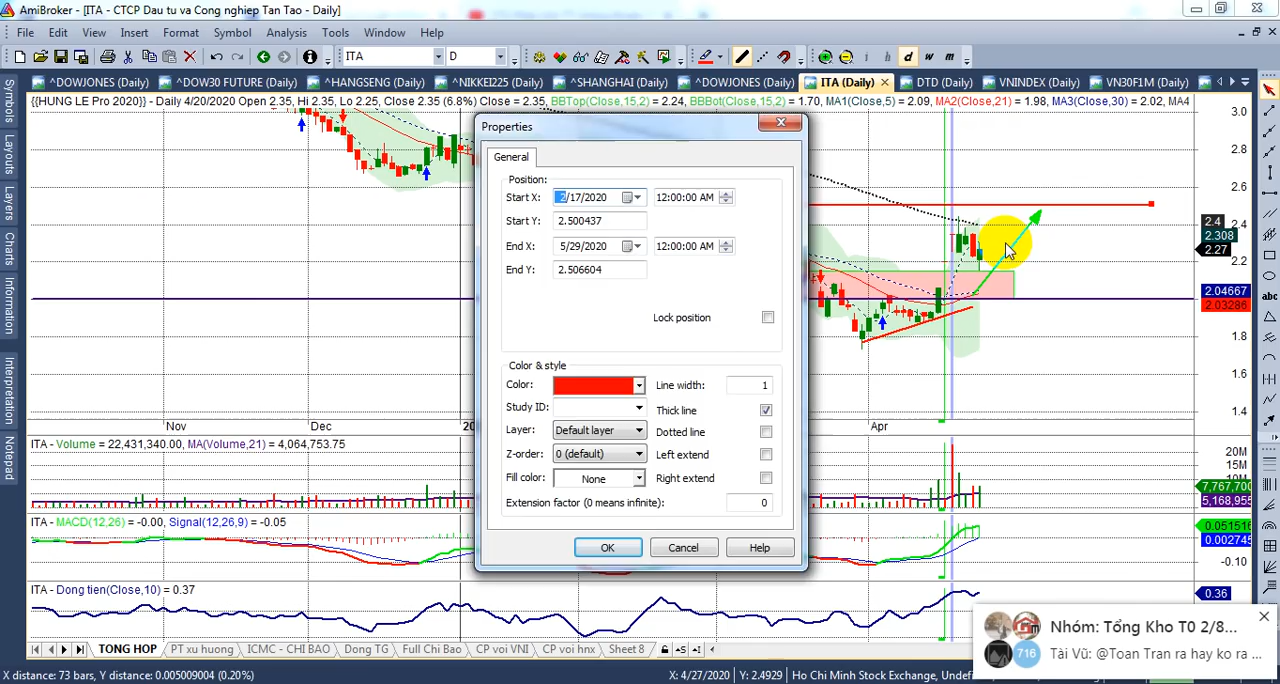 AmiBroker - [ITA - CTCP Dau tu va Cong nghiep Tan Tao - Daily]
File Edit View Insert Format Symbol Analysis Tools Window Help
ITA D i h d w m
^DOWJONES (Daily) ^DOW30 FUTURE (Daily) ^HANGSENG (Daily) ^NIKKEI225 (Daily) ^SHANGHAI (Daily) ^DOWJONES (Daily) ITA (Daily) DTD (Daily) VNINDEX (Daily) VN30F1M (Daily)
{{HUNG LE Pro 2020}} - Daily 4/20/2020 Open 2.35, Hi 2.35, Lo 2.25, Close 2.35 (6.8%) Close = 2.35, BBTop(Close,15,2) = 2.24, BBBot(Close,15,2) = 1.70, MA1(Close,5) = 2.09, MA2(Close,21) = 1.98, MA3(Close,30) = 2.02, MA4
Symbols
Layouts
Layers
Charts
Information
Interpretation
Notepad
Properties
General
Position:
Start X: 2/17/2020 12:00:00 AM
Start Y: 2.500437
End X: 5/29/2020 12:00:00 AM
End Y: 2.506604
Lock position
Color & style
Color: Line width: 1
Study ID: Thick line
Layer: Default layer Dotted line
Z-order: 0 (default) Left extend
Fill color: None Right extend
Extension factor (0 means infinite): 0
OK Cancel Help
3.0
2.8
2.6
2.4
2.4
2.308
2.27
2.2
2.04667
2.03286
1.8
1.6
1.4
abc
Nov Dec 20 Apr
ITA - Volume = 22,431,340.00, MA(Volume,21) = 4,064,753.75
20M
15M
7,767,700
5,168,955
ITA - MACD(12,26) = -0.00, Signal(12,26,9) = -0.05
0.051516
0.002745
-0.10
ITA - Dong tien(Close,10) = 0.37
0.36
Nhóm: Tổng Kho T0 2/8...
716 Tài Vũ: @Toan Tran ra hay ko ra ...
TONG HOP PT xu huong ICMC - CHI BAO Dong TG Full Chi Bao CP voi VNI CP voi hnx Sheet 8
X distance: 73 bars, Y distance: 0.005009004 (0.20%) X: 4/27/2020 Y: 2.4929 Ho Chi Minh Stock Exchange, Undef